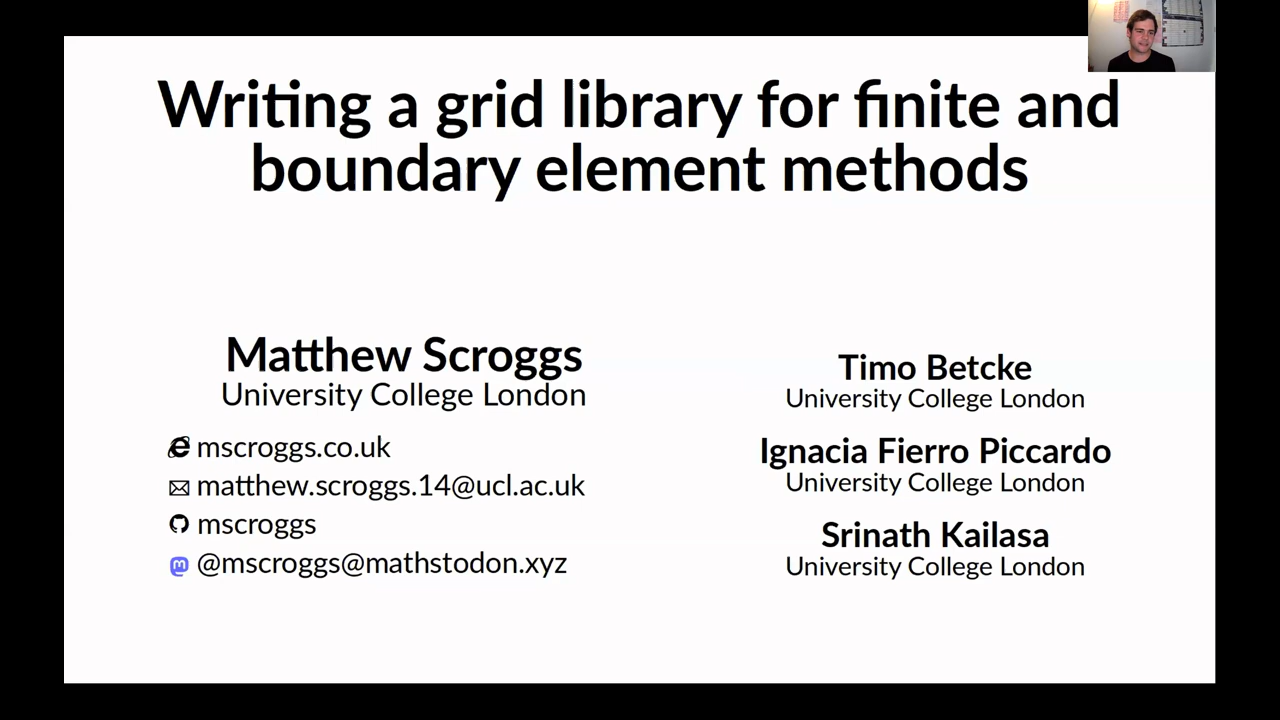 Writing a grid library for finite and
boundary element methods
Matthew Scroggs
University College London
mscroggs.co.uk
matthew.scroggs.14@ucl.ac.uk
mscroggs
@mscroggs@mathstodon.xyz
Timo Betcke
University College London
Ignacia Fierro Piccardo
University College London
Srinath Kailasa
University College London